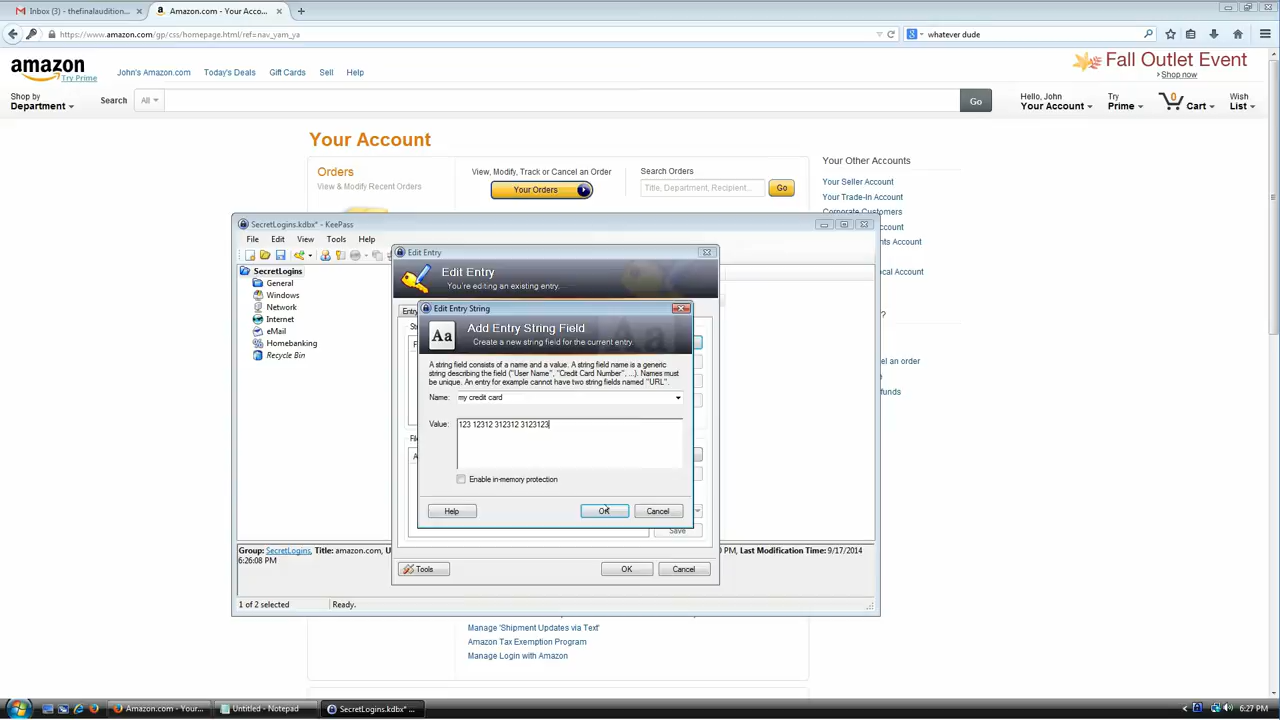 Inbox (3) - thefinalaudition... ×
Amazon.com - Your Acco... ×
https://www.amazon.com/gp/css/homepage.html/ref=nav_yam_ya
whatever dude
amazon
Try Prime
John's Amazon.com Today's Deals Gift Cards Sell Help
Fall Outlet Event
Shop now
Shop by
Department
Search All Go
Hello, John
Your Account
Try
Prime
0
Cart
Wish
List
Your Account
Orders
View & Modify Recent Orders
View, Modify, Track or Cancel an Order
Your Orders
Search Orders
Title, Department, Recipient...
Go
Your Other Accounts
Your Seller Account
Your Trade-In Account
Corporate Customers
SecretLogins.kdbx* - KeePass
File Edit View Tools Help
SecretLogins
General
Windows
Network
Internet
eMail
Homebanking
Recycle Bin
Edit Entry
Edit Entry
You're editing an existing entry.
Edit Entry String
Add Entry String Field
Create a new string field for the current entry.
A string field consists of a name and a value. A string field name is a generic
string describing the field ("User Name", "Credit Card Number", ...). Names must
be unique. An entry for example cannot have two string fields named "URL".
Name: my credit card
Value: 123 12312 312312 3123123
Enable in-memory protection
Help OK Cancel
Save
Tools OK Cancel
Group: SecretLogins, Title: amazon.com,
PM, Last Modification Time: 9/17/2014
6:26:08 PM
1 of 2 selected Ready.
Manage 'Shipment Updates via Text'
Amazon Tax Exemption Program
Manage Login with Amazon
Amazon.com - Your...
Untitled - Notepad
SecretLogins.kdbx* ...
6:27 PM